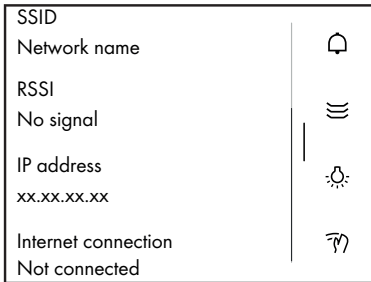 SSID
Network name
RSSI
No signal
IP address
xx.xx.xx.xx
Internet connection
Not connected